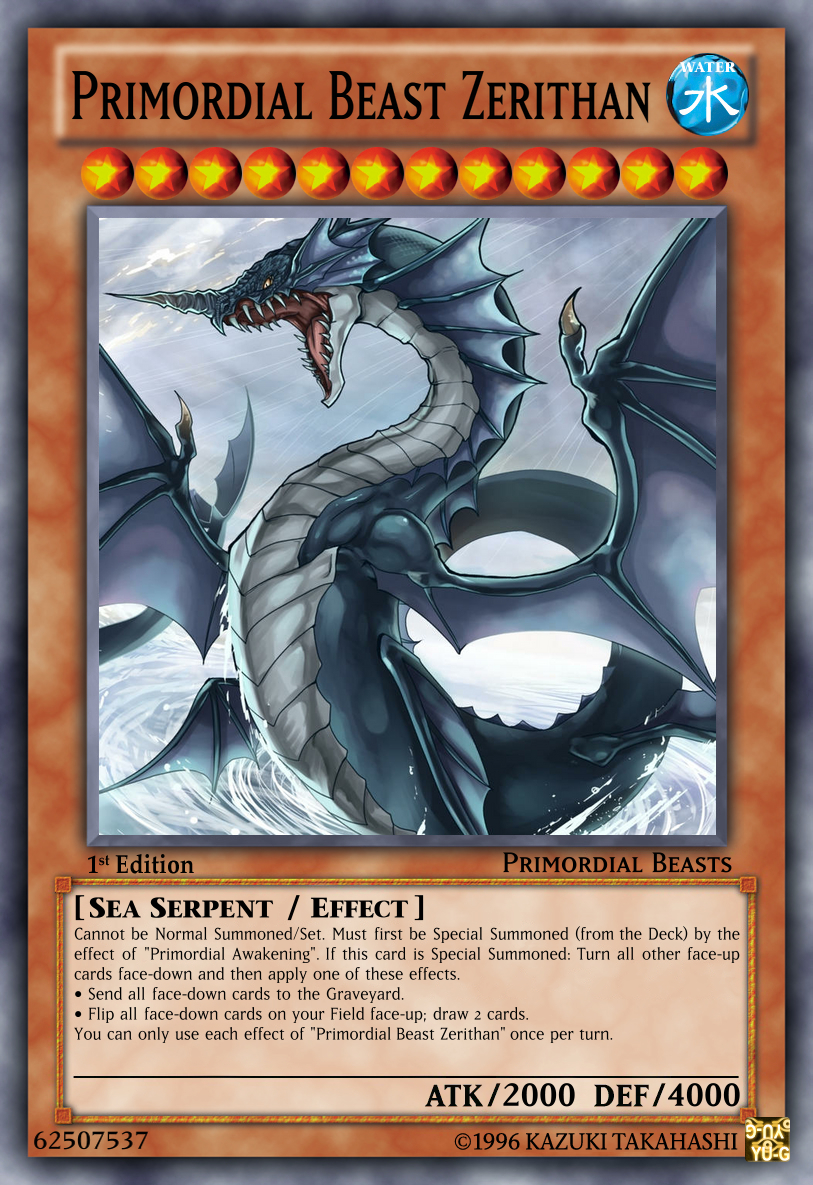 Primordial Beast Zerithan
WATER
水
1st Edition
Primordial Beasts
[ Sea Serpent / Effect ]
Cannot be Normal Summoned/Set. Must first be Special Summoned (from the Deck) by the
effect of "Primordial Awakening". If this card is Special Summoned: Turn all other face-up
cards face-down and then apply one of these effects.
• Send all face-down cards to the Graveyard.
• Flip all face-down cards on your Field face-up; draw 2 cards.
You can only use each effect of "Primordial Beast Zerithan" once per turn.
ATK/2000 DEF/4000
62507537
©1996 KAZUKI TAKAHASHI